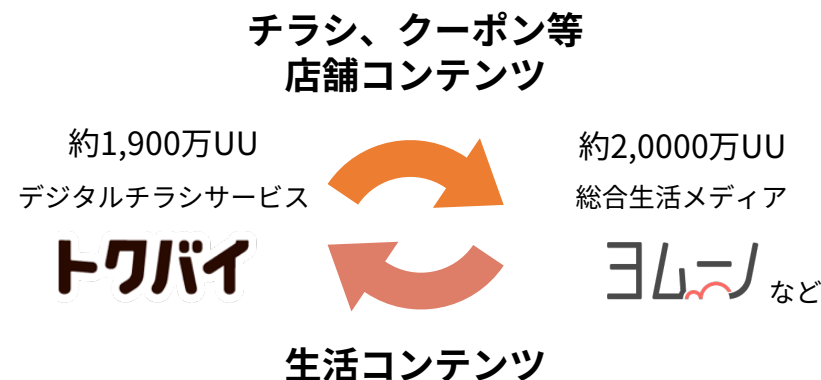 チラシ、クーポン等
店舗コンテンツ
約1,900万UU
デジタルチラシサービス
トクバイ
約2,0000万UU
総合生活メディア
ヨムーノ など
生活コンテンツ